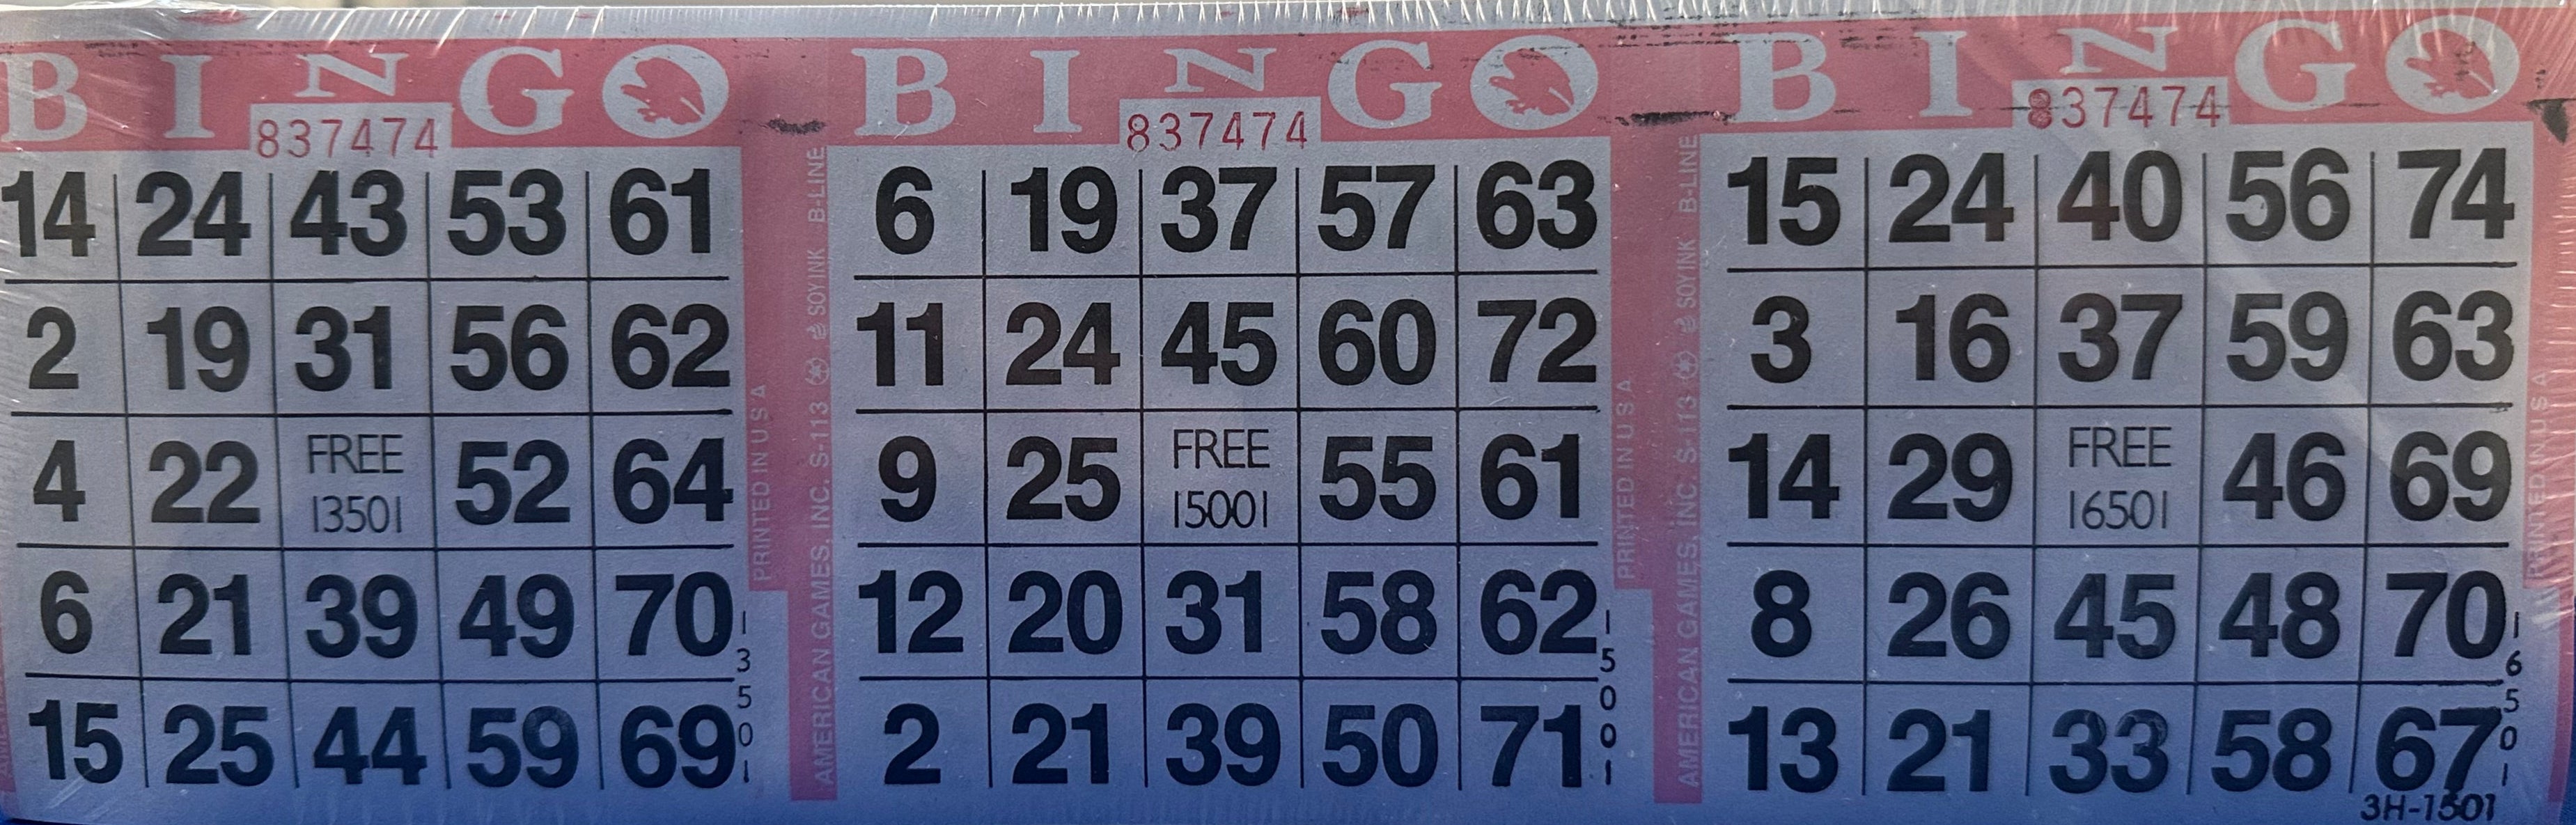 B I N G O
837474
14 24 43 53 61
2 19 31 56 62
4 22 FREE 13501 52 64
6 21 39 49 70
15 25 44 59 69
13501
PRINTED IN U S A
AMERICAN GAMES, INC. S-113 SOY INK B-LINE
B I N G O
837474
6 19 37 57 63
11 24 45 60 72
9 25 FREE 15001 55 61
12 20 31 58 62
2 21 39 50 71
15001
PRINTED IN U S A
AMERICAN GAMES, INC. S-113 SOY INK B-LINE
B I N G O
837474
15 24 40 56 74
3 16 37 59 63
14 29 FREE 16501 46 69
8 26 45 48 70
13 21 33 58 67
16501
PRINTED IN U S A
3H-1501